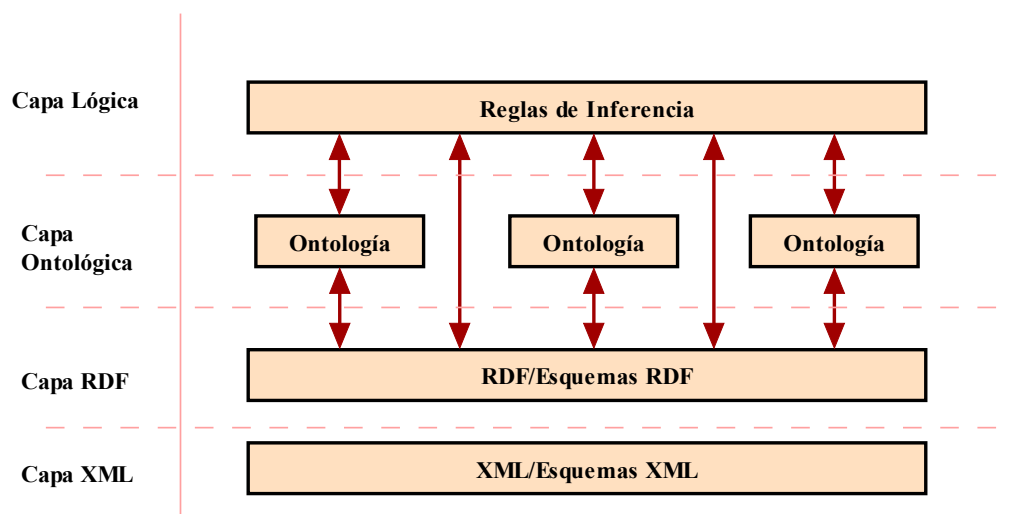 Capa Lógica
Reglas de Inferencia
Capa
Ontológica
Ontología
Ontología
Ontología
Capa RDF
RDF/Esquemas RDF
Capa XML
XML/Esquemas XML